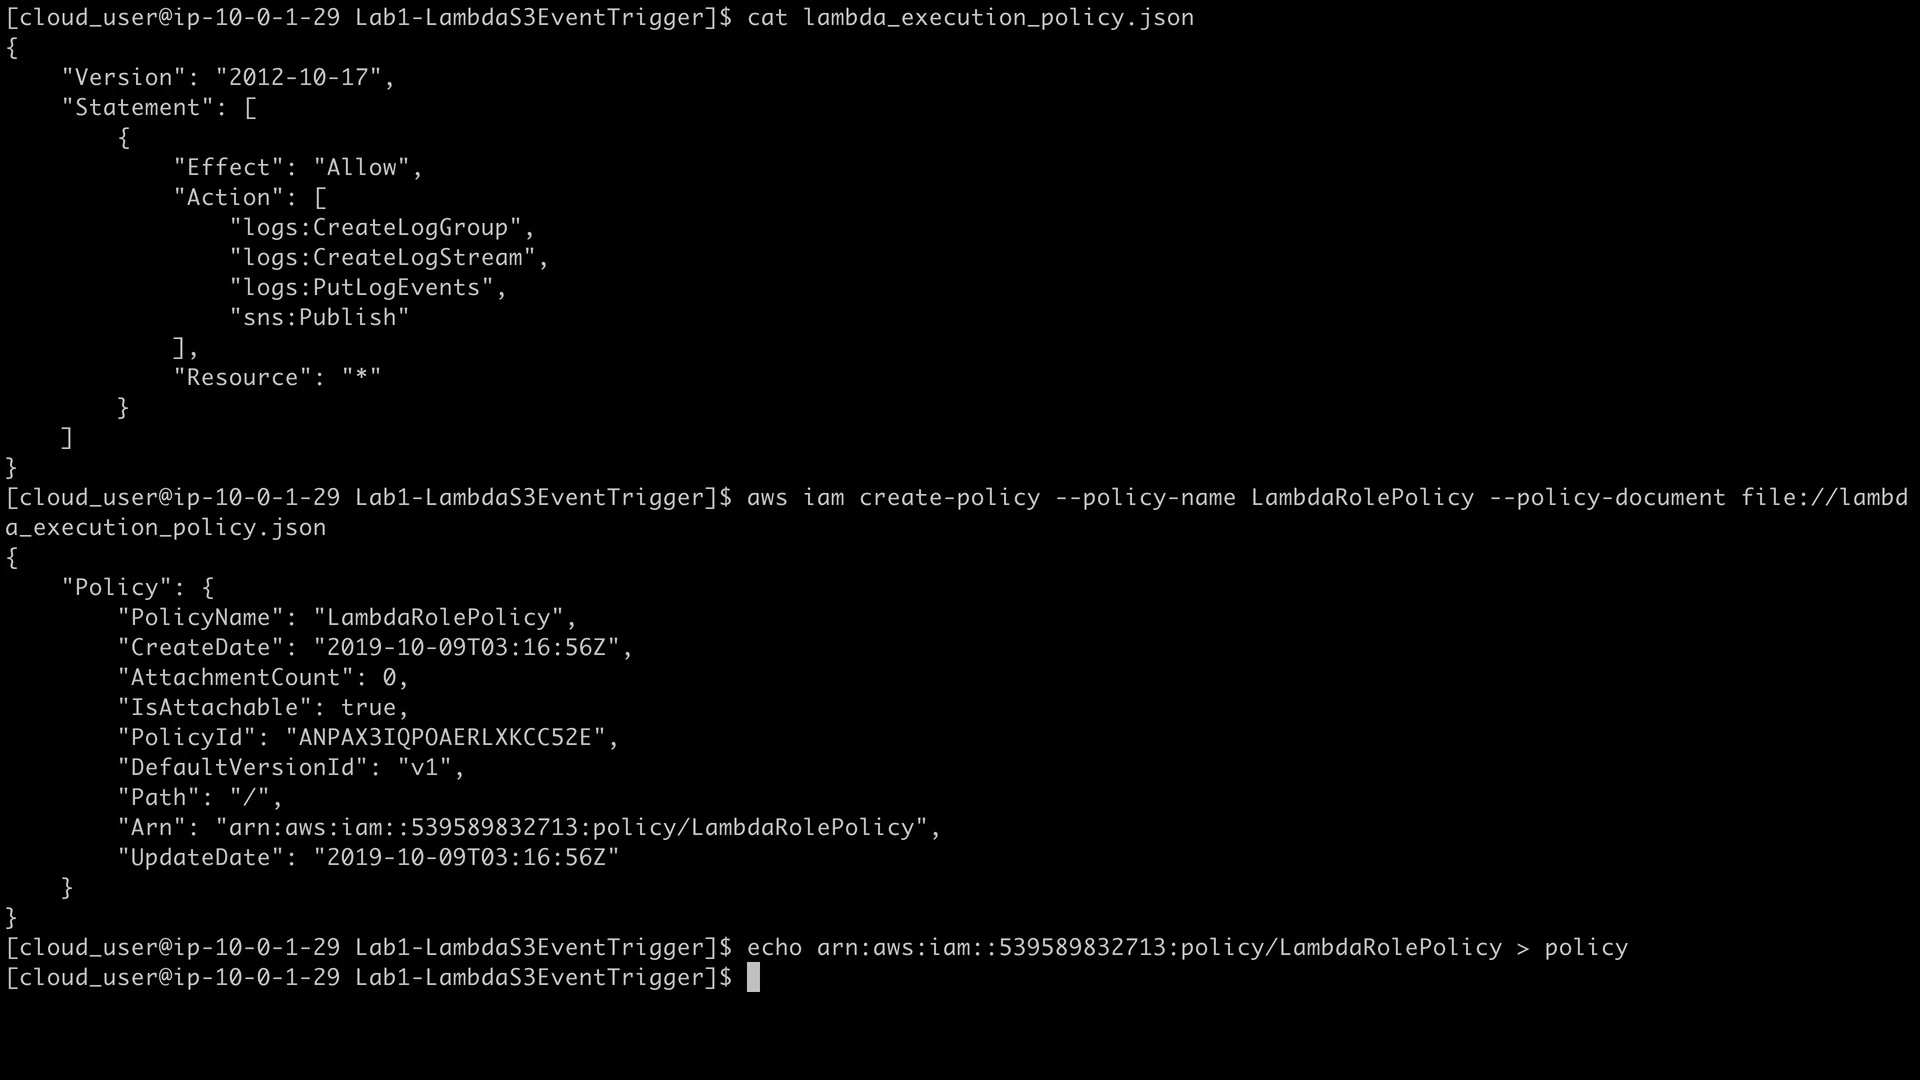 [cloud_user@ip-10-0-1-29 Lab1-LambdaS3EventTrigger]$ cat lambda_execution_policy.json
{
    "Version": "2012-10-17",
    "Statement": [
        {
            "Effect": "Allow",
            "Action": [
                "logs:CreateLogGroup",
                "logs:CreateLogStream",
                "logs:PutLogEvents",
                "sns:Publish"
            ],
            "Resource": "*"
        }
    ]
}
[cloud_user@ip-10-0-1-29 Lab1-LambdaS3EventTrigger]$ aws iam create-policy --policy-name LambdaRolePolicy --policy-document file://lambd
a_execution_policy.json
{
    "Policy": {
        "PolicyName": "LambdaRolePolicy",
        "CreateDate": "2019-10-09T03:16:56Z",
        "AttachmentCount": 0,
        "IsAttachable": true,
        "PolicyId": "ANPAX3IQPOAERLXKCC52E",
        "DefaultVersionId": "v1",
        "Path": "/",
        "Arn": "arn:aws:iam::539589832713:policy/LambdaRolePolicy",
        "UpdateDate": "2019-10-09T03:16:56Z"
    }
}
[cloud_user@ip-10-0-1-29 Lab1-LambdaS3EventTrigger]$ echo arn:aws:iam::539589832713:policy/LambdaRolePolicy > policy
[cloud_user@ip-10-0-1-29 Lab1-LambdaS3EventTrigger]$